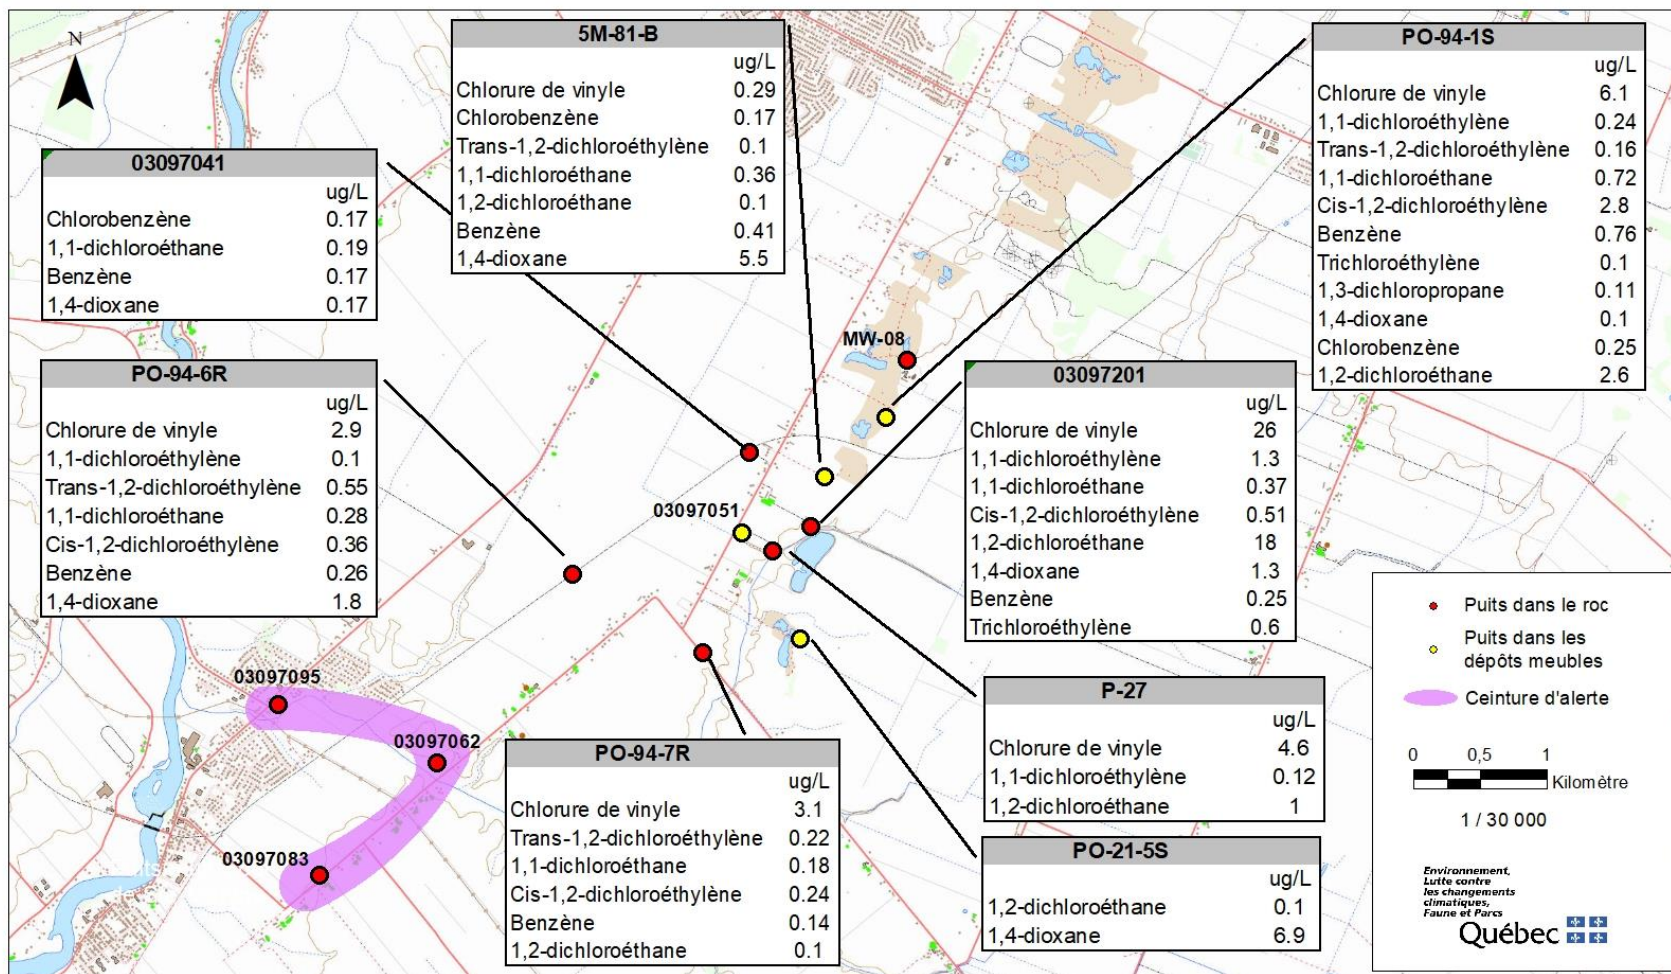 N
5M-81-B
ug/L
Chlorure de vinyle 0.29
Chlorobenzène 0.17
Trans-1,2-dichloroéthylène 0.1
1,1-dichloroéthane 0.36
1,2-dichloroéthane 0.1
Benzène 0.41
1,4-dioxane 5.5
PO-94-1S
ug/L
Chlorure de vinyle 6.1
1,1-dichloroéthylène 0.24
Trans-1,2-dichloroéthylène 0.16
1,1-dichloroéthane 0.72
Cis-1,2-dichloroéthylène 2.8
Benzène 0.76
Trichloroéthylène 0.1
1,3-dichloropropane 0.11
1,4-dioxane 0.1
Chlorobenzène 0.25
1,2-dichloroéthane 2.6
03097041
ug/L
Chlorobenzène 0.17
1,1-dichloroéthane 0.19
Benzène 0.17
1,4-dioxane 0.17
MW-08
PO-94-6R
ug/L
Chlorure de vinyle 2.9
1,1-dichloroéthylène 0.1
Trans-1,2-dichloroéthylène 0.55
1,1-dichloroéthane 0.28
Cis-1,2-dichloroéthylène 0.36
Benzène 0.26
1,4-dioxane 1.8
03097201
ug/L
Chlorure de vinyle 26
1,1-dichloroéthylène 1.3
1,1-dichloroéthane 0.37
Cis-1,2-dichloroéthylène 0.51
1,2-dichloroéthane 18
1,4-dioxane 1.3
Benzène 0.25
Trichloroéthylène 0.6
03097051
03097095
03097062
03097083
PO-94-7R
ug/L
Chlorure de vinyle 3.1
Trans-1,2-dichloroéthylène 0.22
1,1-dichloroéthane 0.18
Cis-1,2-dichloroéthylène 0.24
Benzène 0.14
1,2-dichloroéthane 0.1
P-27
ug/L
Chlorure de vinyle 4.6
1,1-dichloroéthylène 0.12
1,2-dichloroéthane 1
PO-21-5S
ug/L
1,2-dichloroéthane 0.1
1,4-dioxane 6.9
Puits dans le roc
Puits dans les
dépôts meubles
Ceinture d'alerte
0 0,5 1
Kilomètre
1 / 30 000
Environnement,
Lutte contre
les changements
climatiques,
Faune et Parcs
Québec